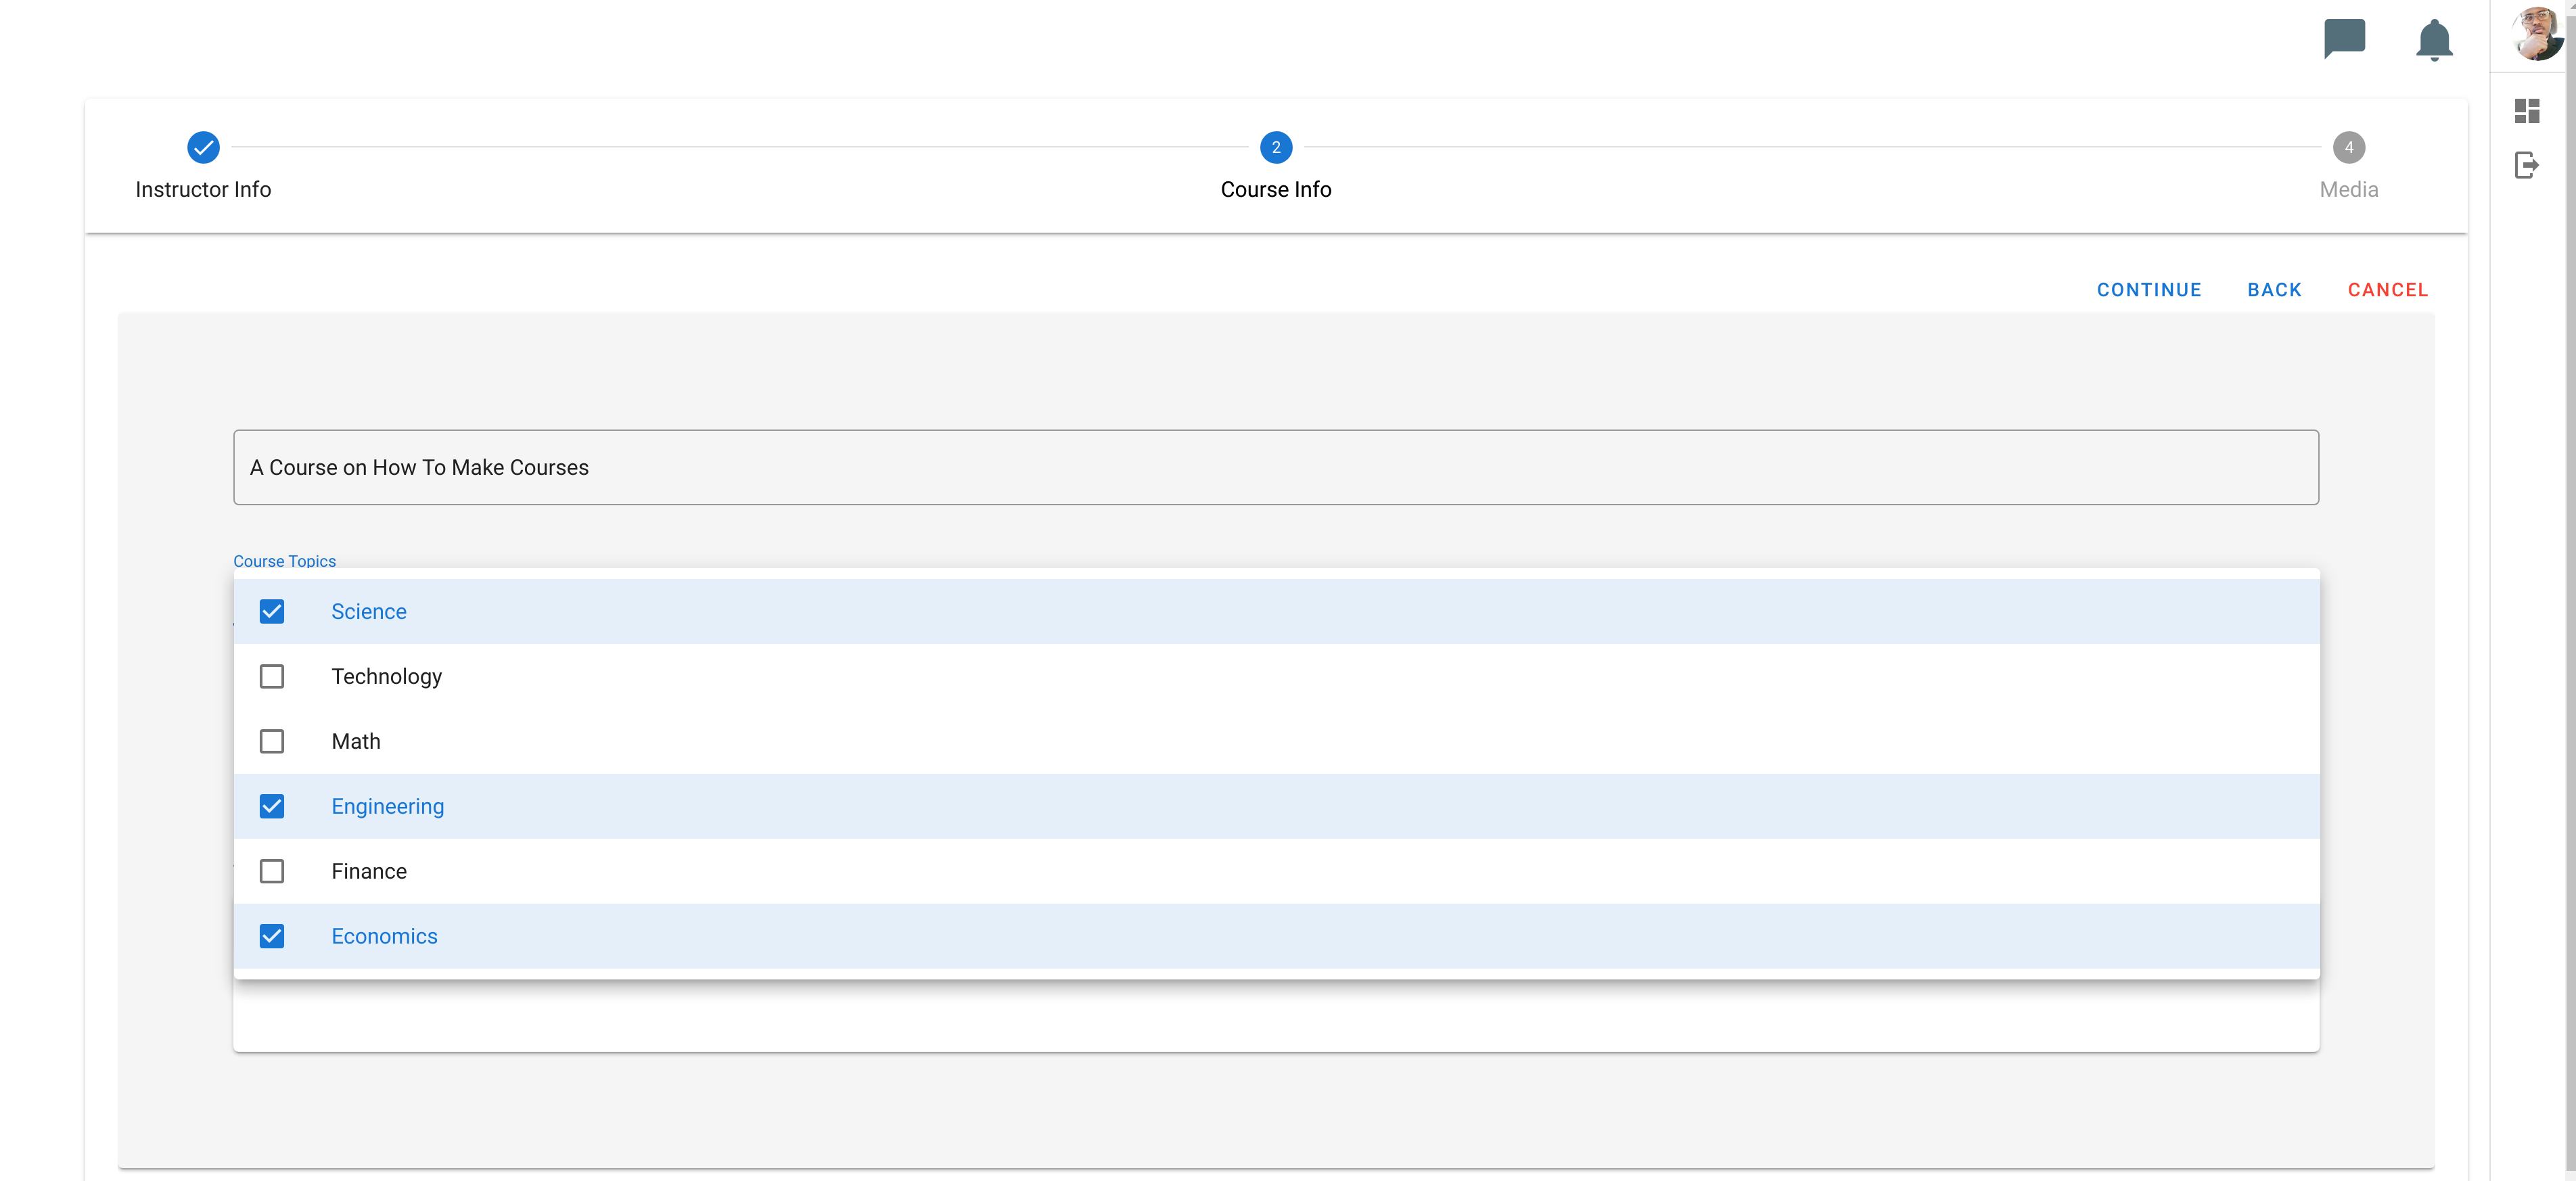 2
4
Instructor Info
Course Info
Media
CONTINUE BACK CANCEL
A Course on How To Make Courses
Course Topics
Science
Technology
Math
Engineering
Finance
Economics